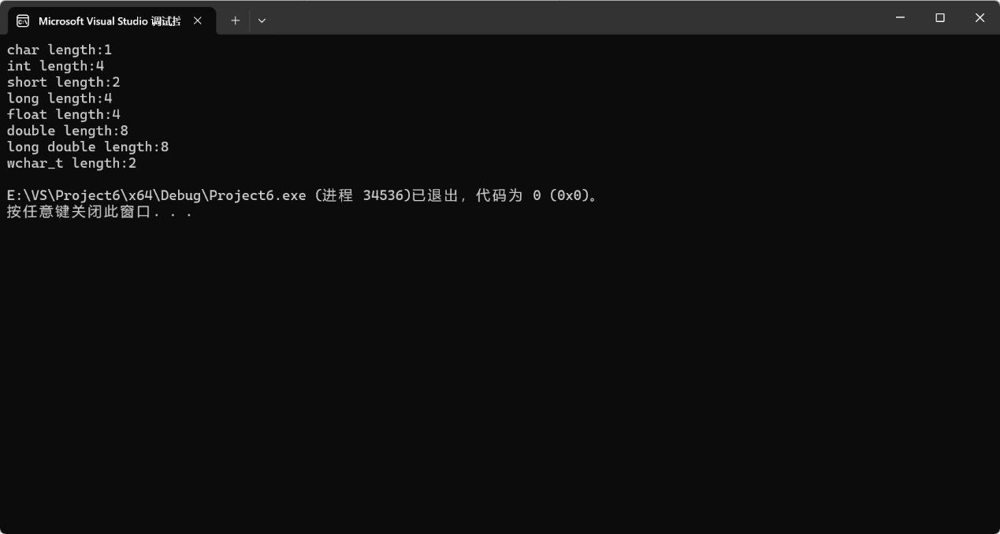 Microsoft Visual Studio 调试控
char length:1
int length:4
short length:2
long length:4
float length:4
double length:8
long double length:8
wchar_t length:2
E:\VS\Project6\x64\Debug\Project6.exe (进程 34536)已退出，代码为 0 (0x0)。
按任意键关闭此窗口. . .